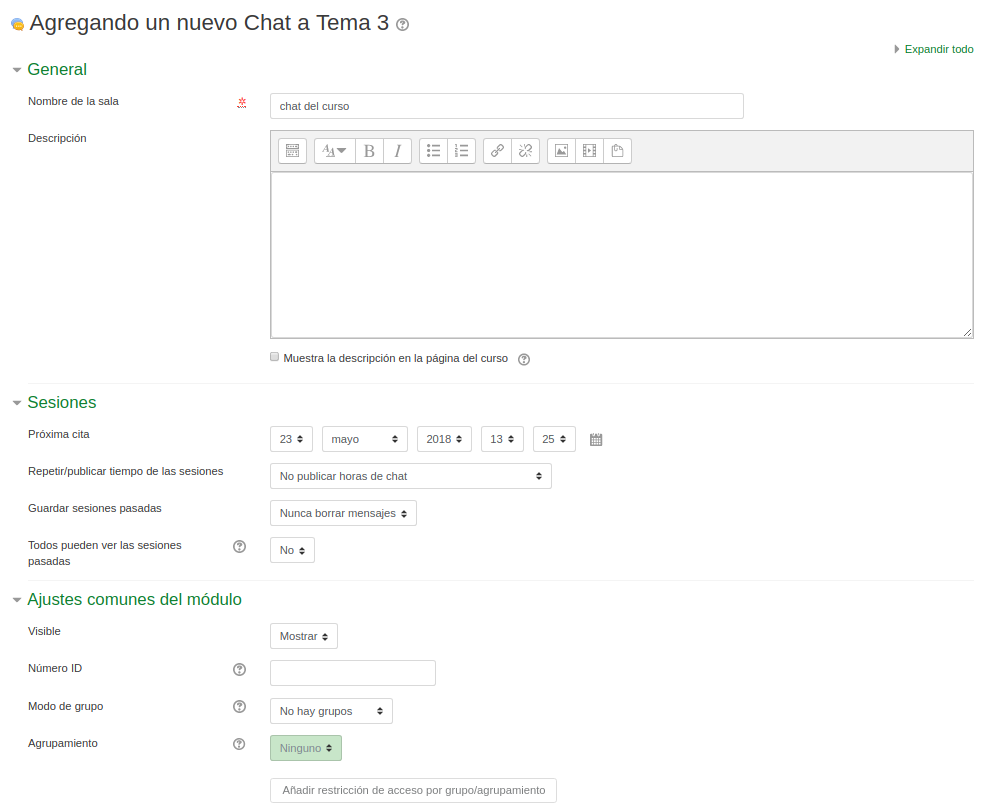 Agregando un nuevo Chat a Tema 3
Expandir todo
General
Nombre de la sala
chat del curso
Descripción
B I
Muestra la descripción en la página del curso
Sesiones
Próxima cita
23 mayo 2018 13 25
Repetir/publicar tiempo de las sesiones
No publicar horas de chat
Guardar sesiones pasadas
Nunca borrar mensajes
Todos pueden ver las sesiones
pasadas
No
Ajustes comunes del módulo
Visible
Mostrar
Número ID
Modo de grupo
No hay grupos
Agrupamiento
Ninguno
Añadir restricción de acceso por grupo/agrupamiento